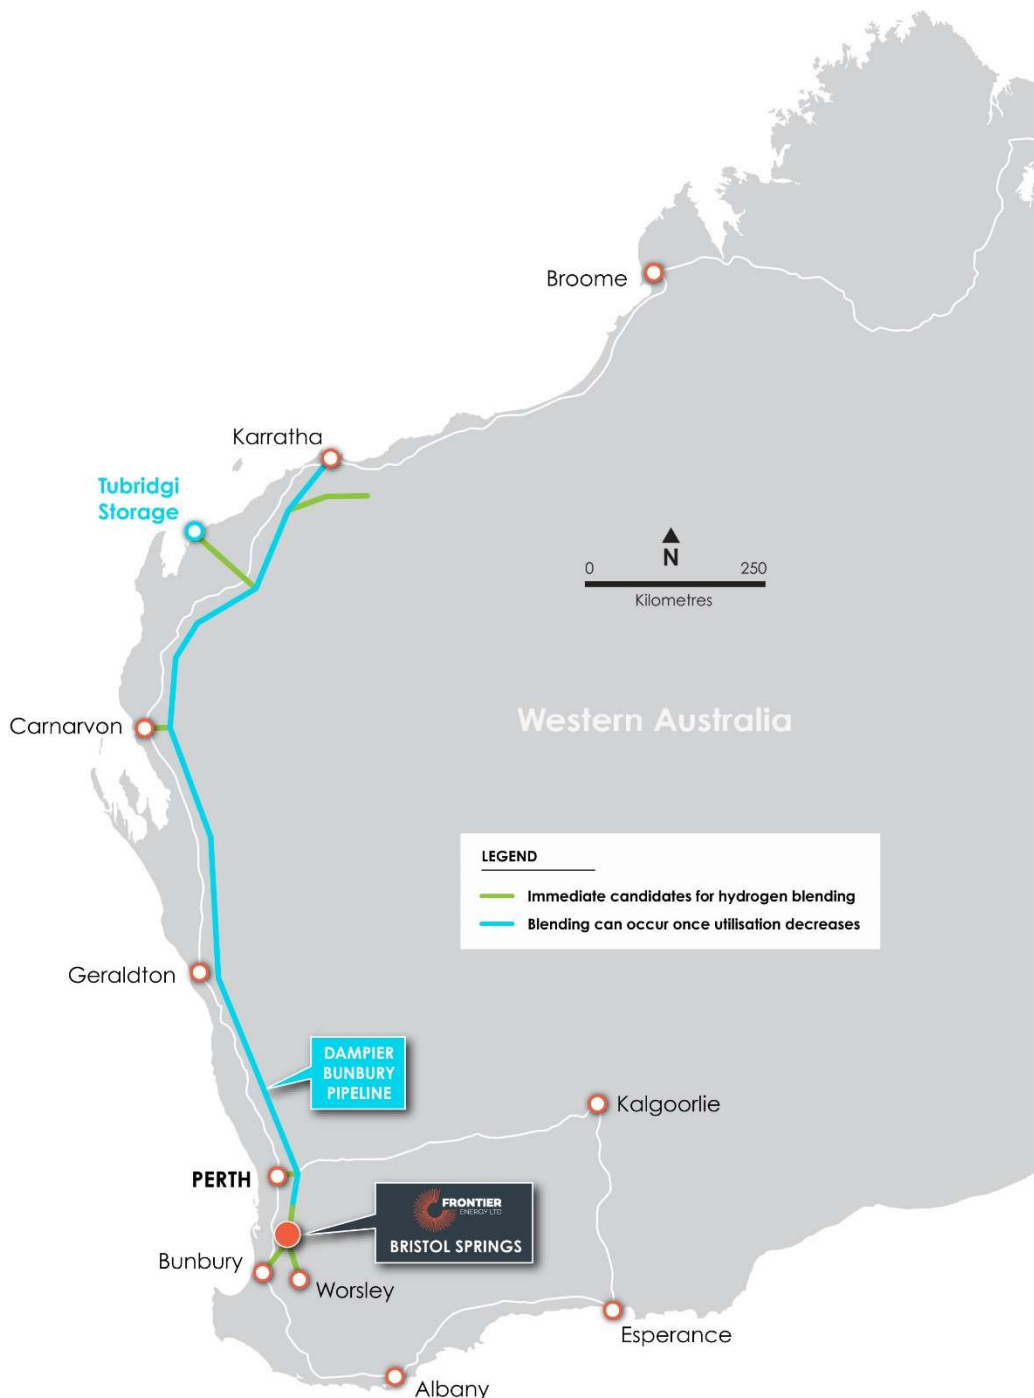 Broome
Karratha
Tubridgi
Storage
N
0 250
Kilometres
Carnarvon
Western Australia
LEGEND
Immediate candidates for hydrogen blending
Blending can occur once utilisation decreases
Geraldton
DAMPIER
BUNBURY
PIPELINE
Kalgoorlie
PERTH
FRONTIER
ENERGY LTD
BRISTOL SPRINGS
Bunbury
Worsley
Esperance
Albany